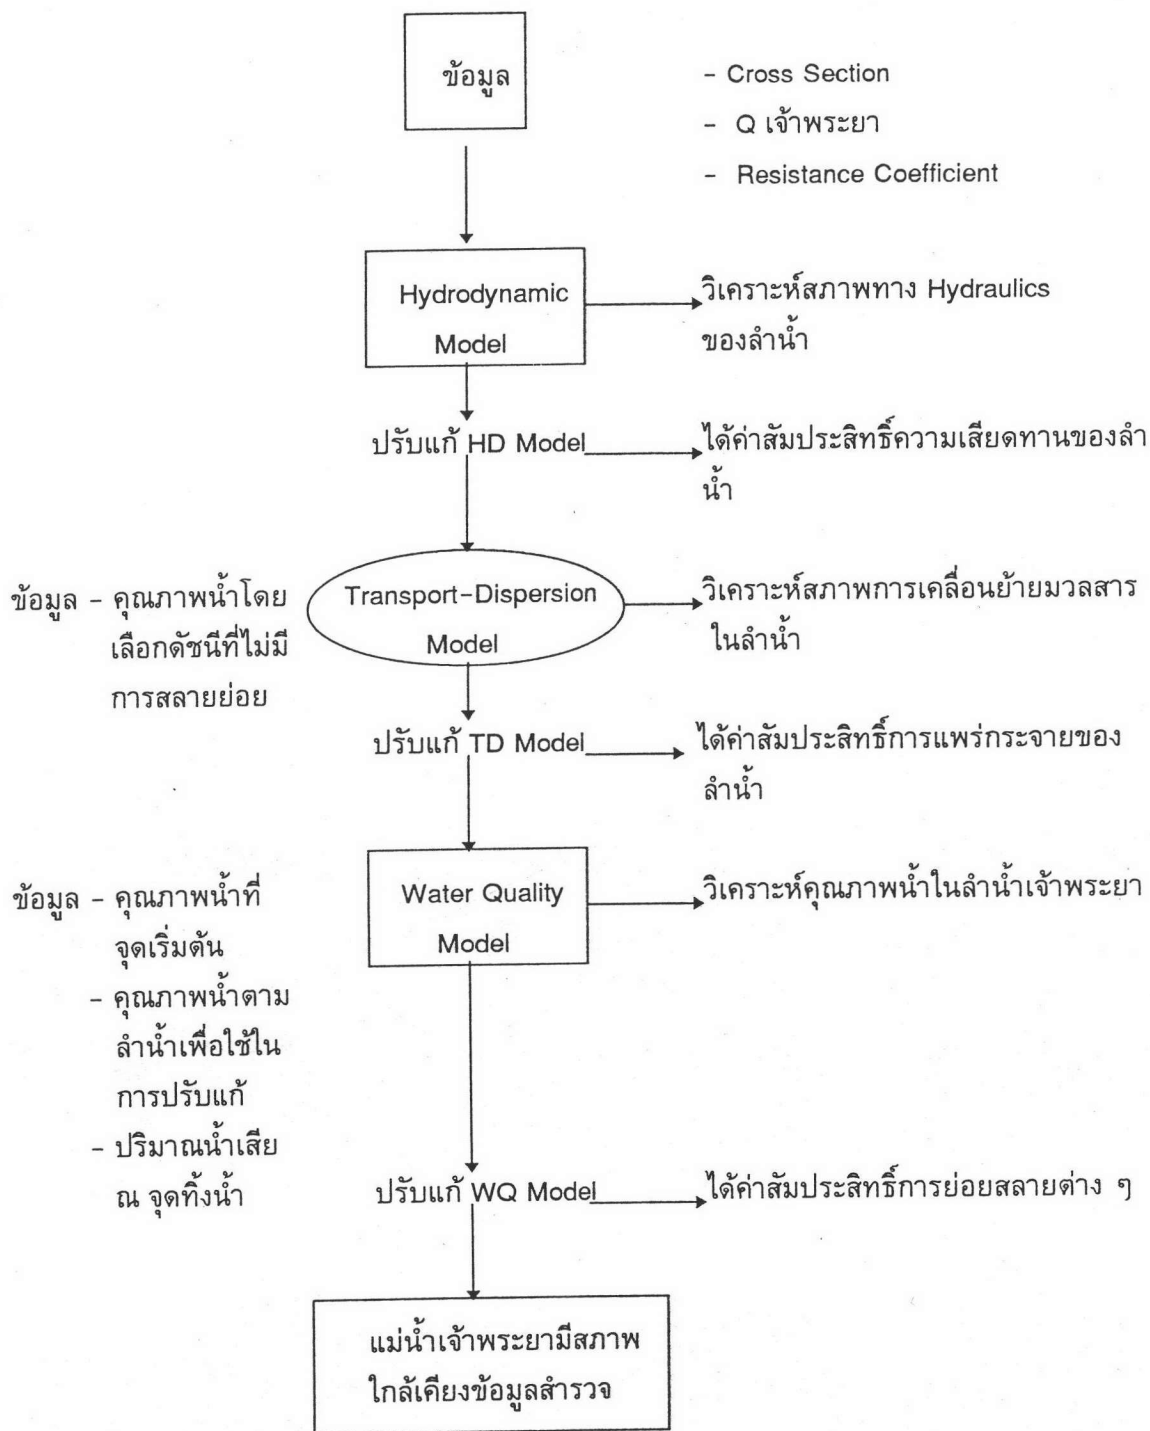 ข้อมูล
- Cross Section
- Q เจ้าพระยา
- Resistance Coefficient
Hydrodynamic
Model
วิเคราะห์สภาพทาง Hydraulics
ของลำน้ำ
ปรับแก้ HD Model
ได้ค่าสัมประสิทธิ์ความเสียดทานของลำ
น้ำ
ข้อมูล - คุณภาพน้ำโดย
เลือกดัชนีที่ไม่มี
การสลายย่อย
Transport-Dispersion
Model
วิเคราะห์สภาพการเคลื่อนย้ายมวลสาร
ในลำน้ำ
ปรับแก้ TD Model
ได้ค่าสัมประสิทธิ์การแพร่กระจายของ
ลำน้ำ
ข้อมูล - คุณภาพน้ำที่
จุดเริ่มต้น
- คุณภาพน้ำตาม
ลำน้ำเพื่อใช้ใน
การปรับแก้
- ปริมาณน้ำเสีย
ณ จุดทิ้งน้ำ
Water Quality
Model
วิเคราะห์คุณภาพน้ำในลำน้ำเจ้าพระยา
ปรับแก้ WQ Model
ได้ค่าสัมประสิทธิ์การย่อยสลายต่าง ๆ
แม่น้ำเจ้าพระยามีสภาพ
ใกล้เคียงข้อมูลสำรวจ